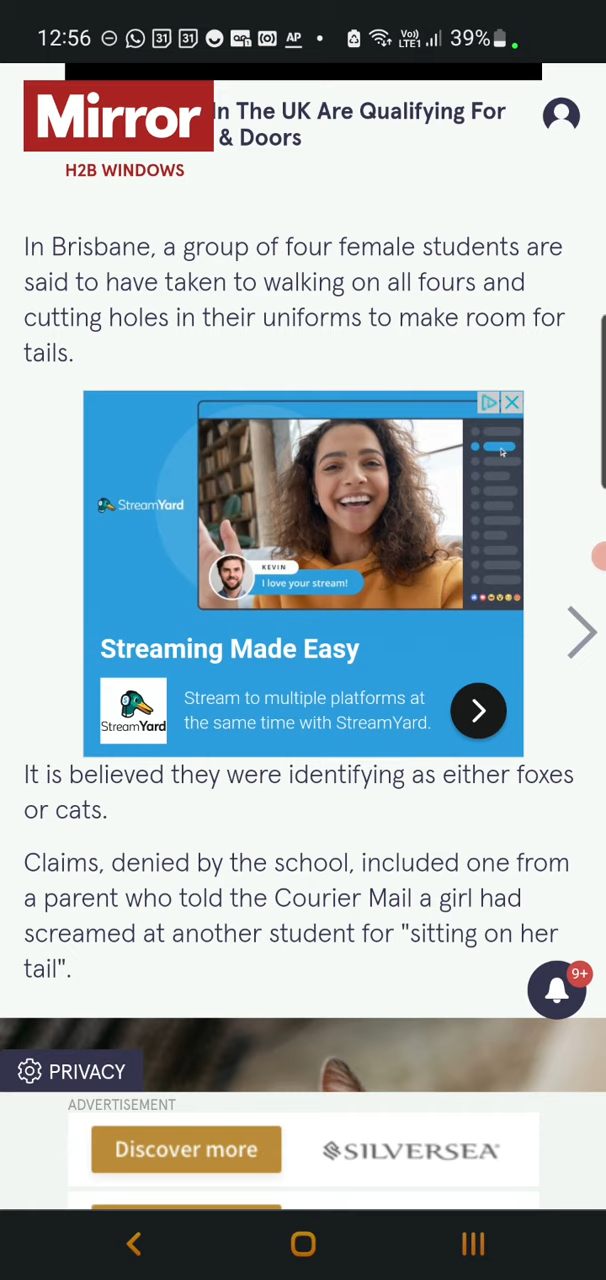 12:56
31
31
AP
Vo))
LTE1
39%
Mirror
In The UK Are Qualifying For
& Doors
H2B WINDOWS
In Brisbane, a group of four female students are
said to have taken to walking on all fours and
cutting holes in their uniforms to make room for
tails.
StreamYard
KEVIN
I love your stream!
Streaming Made Easy
StreamYard
Stream to multiple platforms at
the same time with StreamYard.
It is believed they were identifying as either foxes
or cats.
Claims, denied by the school, included one from
a parent who told the Courier Mail a girl had
screamed at another student for "sitting on her
tail".
9+
PRIVACY
ADVERTISEMENT
Discover more
SILVERSEA